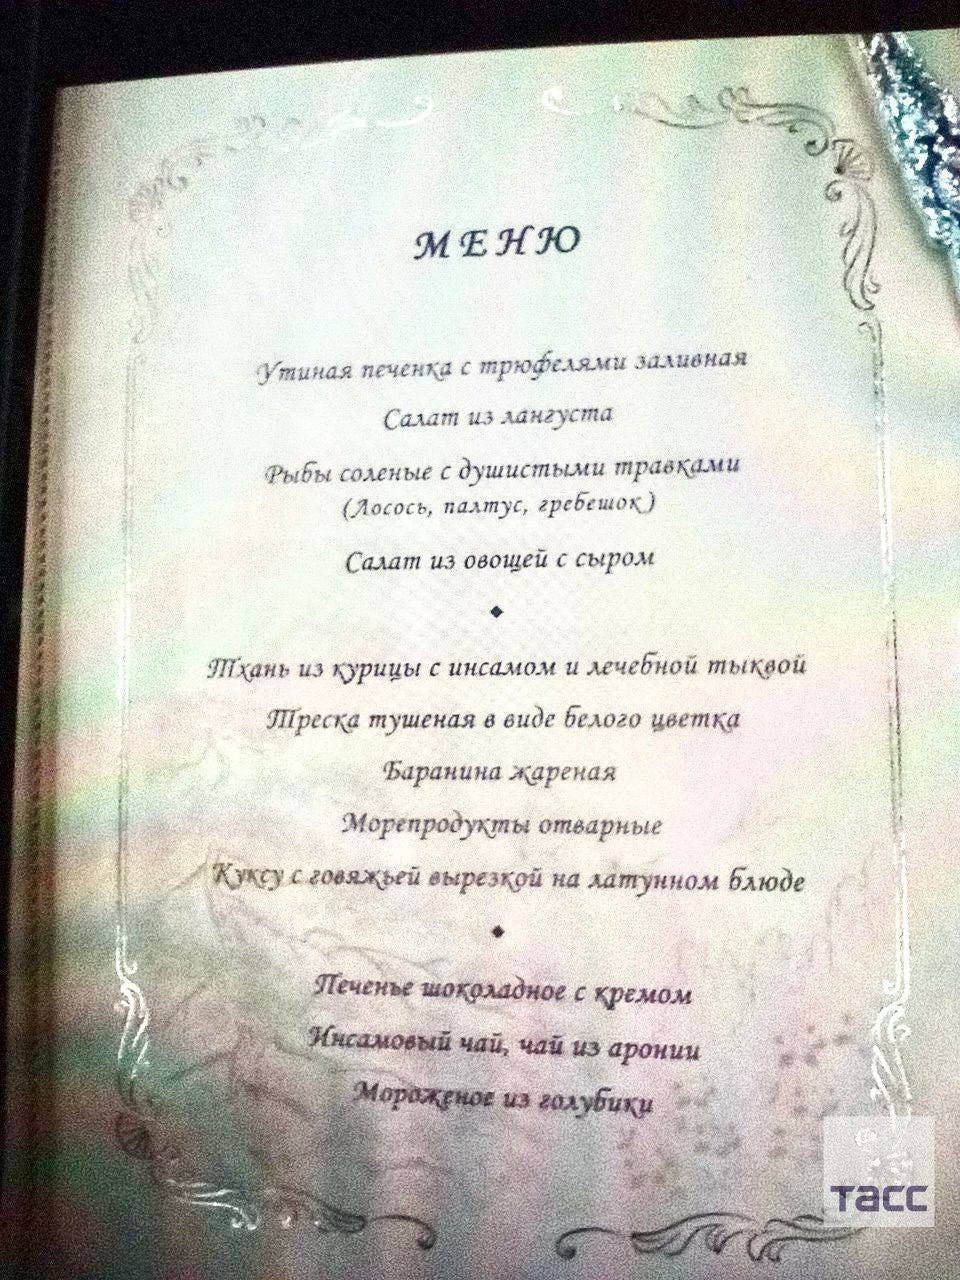 МЕНЮ
Утиная печенка с трюфелями заливная
Салат из лангуста
Рыбы соленые с душистыми травками
(Лосось, палтус, гребешок)
Салат из овощей с сыром
Тхань из курицы с инсамом и лечебной тыквой
Треска тушеная в виде белого цветка
Баранина жареная
Морепродукты отварные
Куксу с говяжьей вырезкой на латунном блюде
Печенье шоколадное с кремом
Инсамовый чай, чай из аронии
Мороженое из голубики
ТАСС